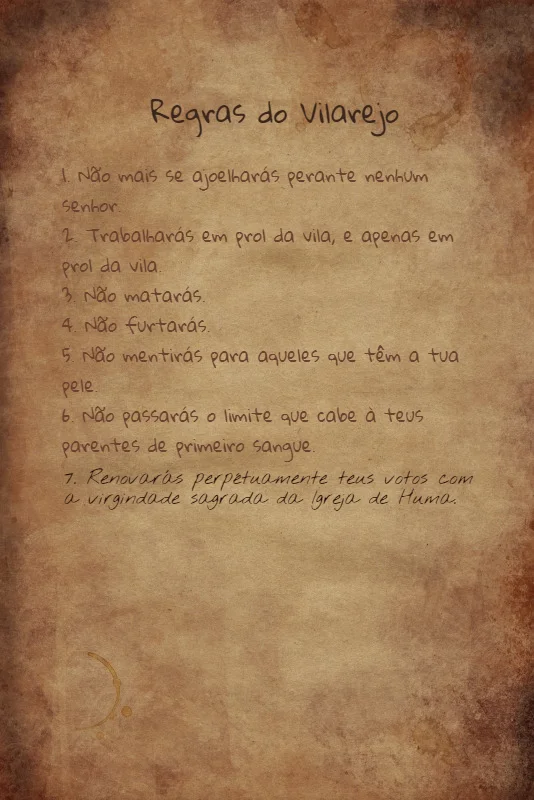 Regras do Vilarejo
1. Não mais se ajoelharás perante nenhum
senhor.
2. Trabalharás em prol da vila, e apenas em
prol da vila.
3. Não matarás.
4. Não furtarás.
5. Não mentirás para aqueles que têm a tua
pele.
6. Não passarás o limite que cabe à teus
parentes de primeiro sangue.
7. Renovarás perpetuamente teus votos com
a virgindade sagrada da Igreja de Huma.